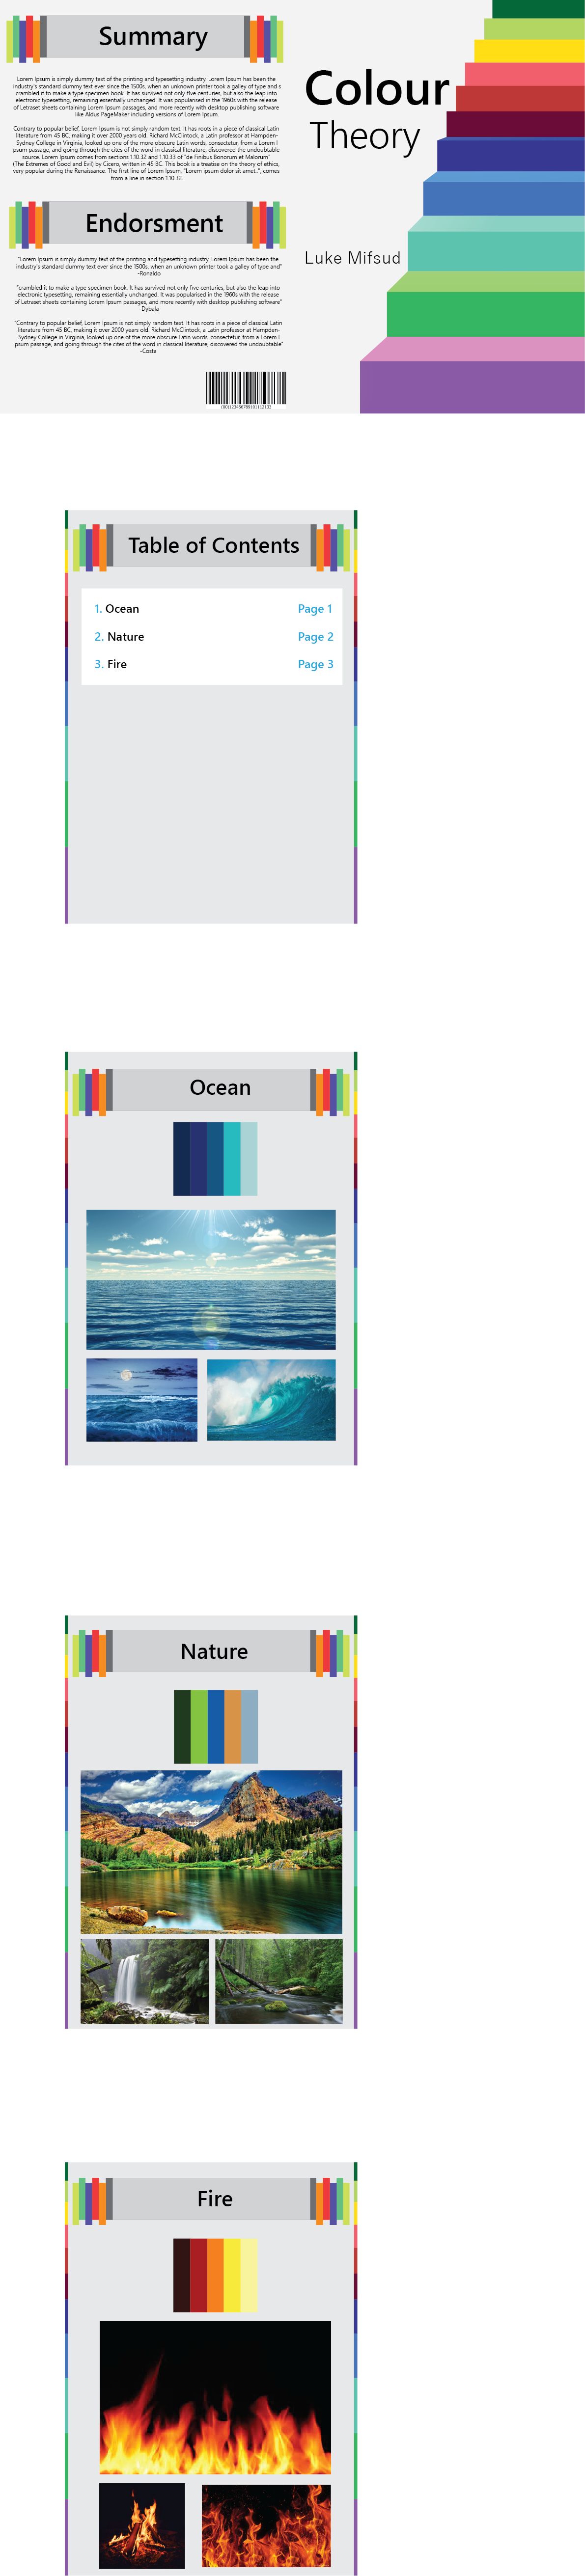 Summary
Lorem Ipsum is simply dummy text of the printing and typesetting industry. Lorem Ipsum has been the
industry's standard dummy text ever since the 1500s, when an unknown printer took a galley of type and s
crambled it to make a type specimen book. It has survived not only five centuries, but also the leap into
electronic typesetting, remaining essentially unchanged. It was popularised in the 1960s with the release
of Letraset sheets containing Lorem Ipsum passages, and more recently with desktop publishing software
like Aldus PageMaker including versions of Lorem Ipsum.
Contrary to popular belief, Lorem Ipsum is not simply random text. It has roots in a piece of classical Latin
literature from 45 BC, making it over 2000 years old. Richard McClintock, a Latin professor at Hampden-
Sydney College in Virginia, looked up one of the more obscure Latin words, consectetur, from a Lorem I
psum passage, and going through the cites of the word in classical literature, discovered the undoubtable
source. Lorem Ipsum comes from sections 1.10.32 and 1.10.33 of "de Finibus Bonorum et Malorum"
(The Extremes of Good and Evil) by Cicero, written in 45 BC. This book is a treatise on the theory of ethics,
very popular during the Renaissance. The first line of Lorem Ipsum, "Lorem ipsum dolor sit amet..", comes
from a line in section 1.10.32.
Endorsment
"Lorem Ipsum is simply dummy text of the printing and typesetting industry. Lorem Ipsum has been the
industry's standard dummy text ever since the 1500s, when an unknown printer took a galley of type and"
-Ronaldo
"crambled it to make a type specimen book. It has survived not only five centuries, but also the leap into
electronic typesetting, remaining essentially unchanged. It was popularised in the 1960s with the release
of Letraset sheets containing Lorem Ipsum passages, and more recently with desktop publishing software"
-Dybala
"Contrary to popular belief, Lorem Ipsum is not simply random text. It has roots in a piece of classical Latin
literature from 45 BC, making it over 2000 years old. Richard McClintock, a Latin professor at Hampden-
Sydney College in Virginia, looked up one of the more obscure Latin words, consectetur, from a Lorem I
psum passage, and going through the cites of the word in classical literature, discovered the undoubtable"
-Costa
Colour
Theory
Luke Mifsud
Table of Contents
1. Ocean Page 1
2. Nature Page 2
3. Fire Page 3
Ocean
Nature
Fire